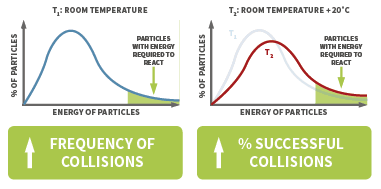 T₁: ROOM TEMPERATURE
% OF PARTICLES
PARTICLES
WITH ENERGY
REQUIRED TO
REACT
ENERGY OF PARTICLES
FREQUENCY OF
COLLISIONS
T₂: ROOM TEMPERATURE +20°C
% OF PARTICLES
T₁
T₂
PARTICLES
WITH ENERGY
REQUIRED TO
REACT
ENERGY OF PARTICLES
% SUCCESSFUL
COLLISIONS